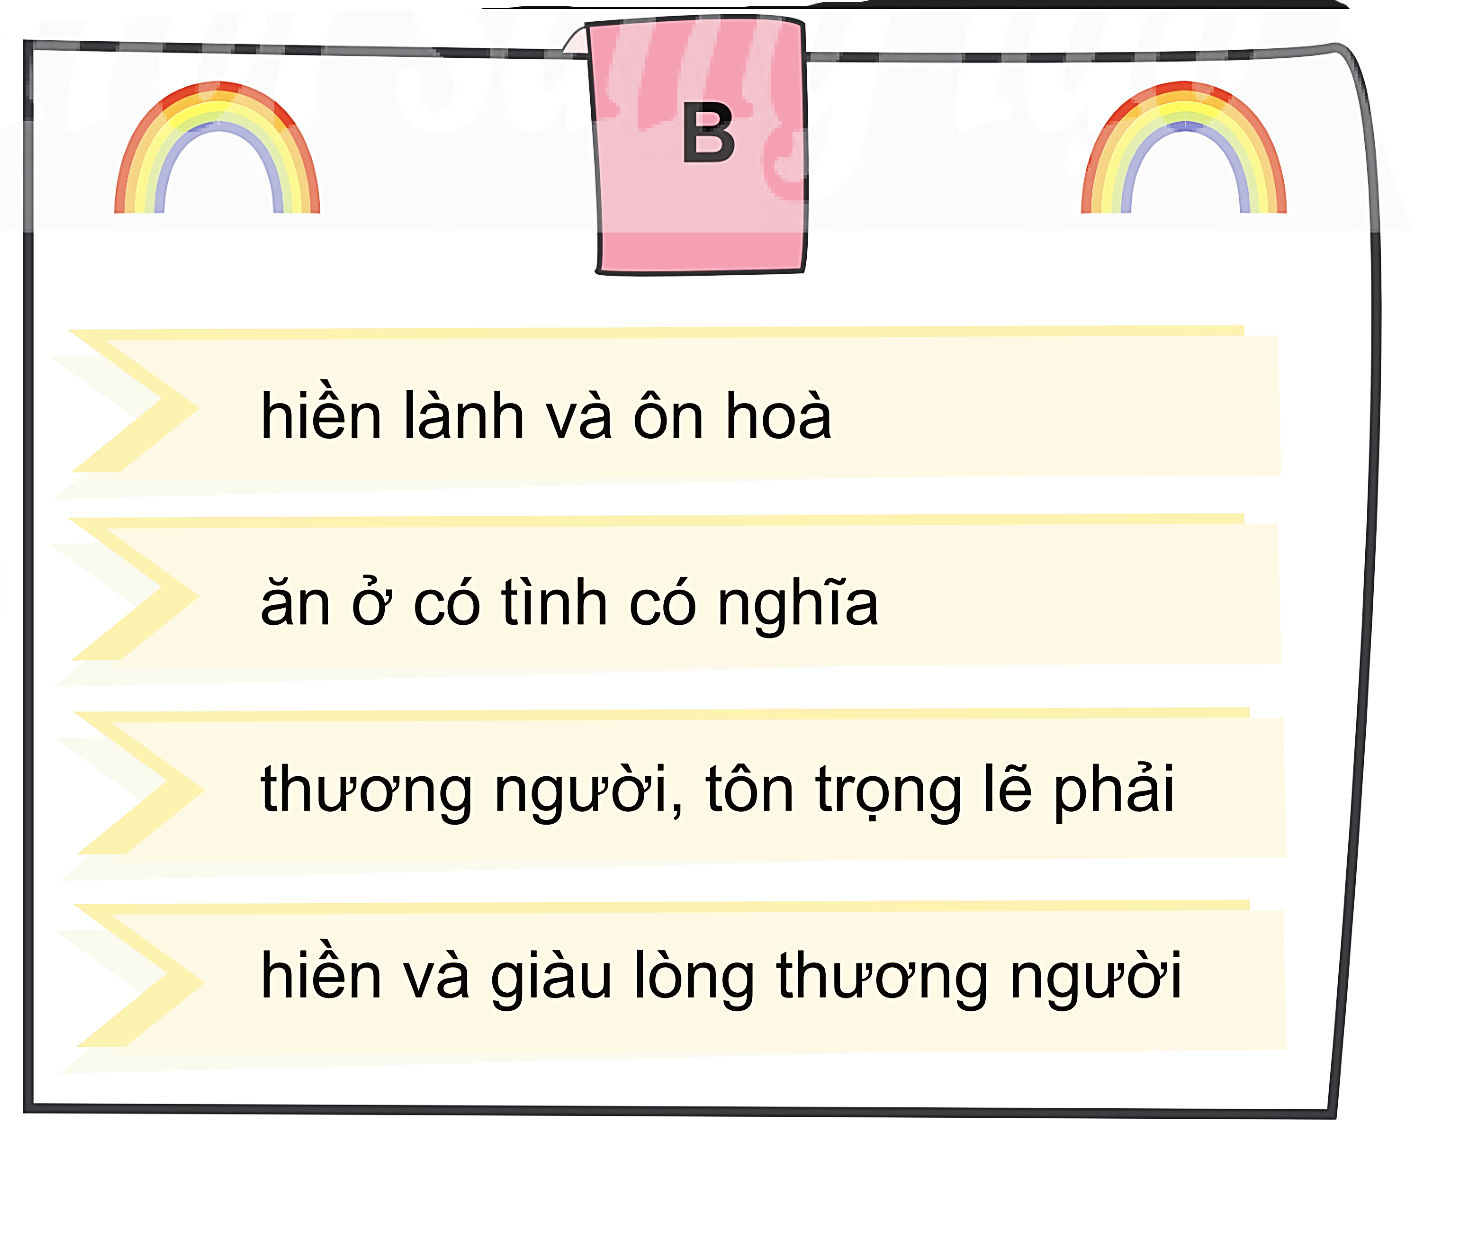 B
hiền lành và ôn hoà
ăn ở có tình có nghĩa
thương người, tôn trọng lẽ phải
hiền và giàu lòng thương người